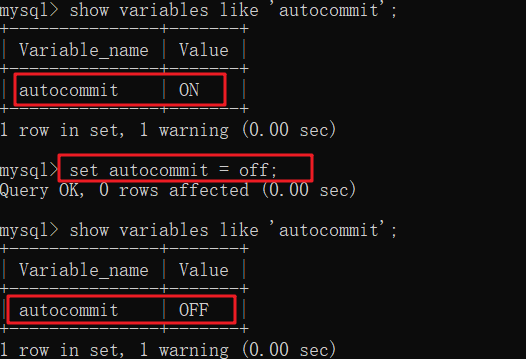 mysql> show variables like 'autocommit';
+---------------+-------+
| Variable_name | Value |
+---------------+-------+
| autocommit    | ON    |
+---------------+-------+
1 row in set, 1 warning (0.00 sec)
mysql> set autocommit = off;
Query OK, 0 rows affected (0.00 sec)
mysql> show variables like 'autocommit';
+---------------+-------+
| Variable_name | Value |
+---------------+-------+
| autocommit    | OFF   |
+---------------+-------+
1 row in set, 1 warning (0.00 sec)